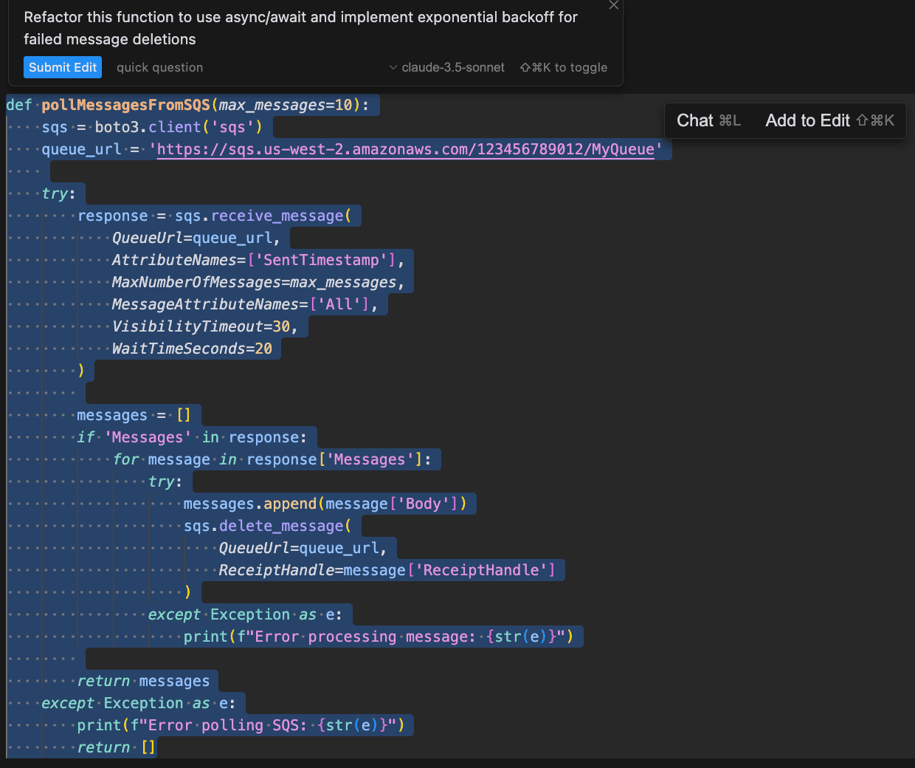 Refactor this function to use async/await and implement exponential backoff for
failed message deletions
Submit Edit quick question claude-3.5-sonnet ⇧⌘K to toggle
def pollMessagesFromSQS(max_messages=10):
Chat ⌘L Add to Edit ⇧⌘K
    sqs = boto3.client('sqs')
    queue_url = 'https://sqs.us-west-2.amazonaws.com/123456789012/MyQueue'
    try:
        response = sqs.receive_message(
            QueueUrl=queue_url,
            AttributeNames=['SentTimestamp'],
            MaxNumberOfMessages=max_messages,
            MessageAttributeNames=['All'],
            VisibilityTimeout=30,
            WaitTimeSeconds=20
        )
        messages = []
        if 'Messages' in response:
            for message in response['Messages']:
                try:
                    messages.append(message['Body'])
                    sqs.delete_message(
                        QueueUrl=queue_url,
                        ReceiptHandle=message['ReceiptHandle']
                    )
                except Exception as e:
                    print(f"Error processing message: {str(e)}")
        return messages
    except Exception as e:
        print(f"Error polling SQS: {str(e)}")
        return []